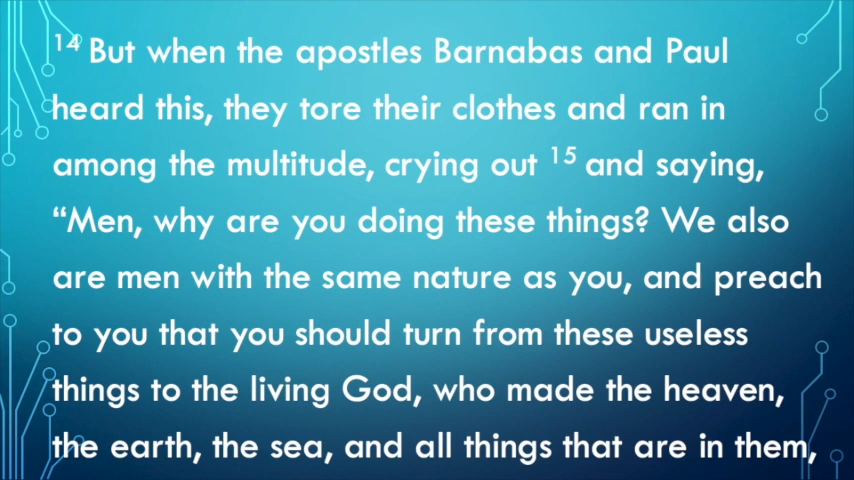 14 But when the apostles Barnabas and Paul
heard this, they tore their clothes and ran in
among the multitude, crying out 15 and saying,
“Men, why are you doing these things? We also
are men with the same nature as you, and preach
to you that you should turn from these useless
things to the living God, who made the heaven,
the earth, the sea, and all things that are in them,